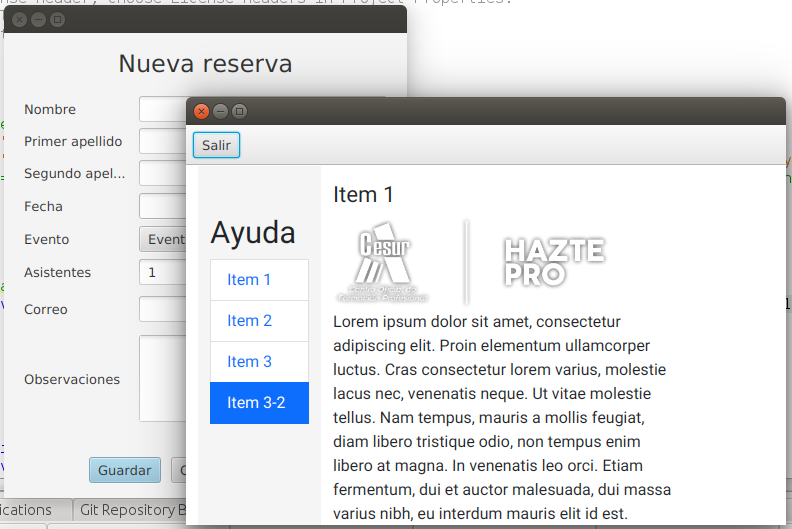 nse header, choose License Headers in Project Properties.
Nueva reserva
Nombre
Primer apellido
Segundo apel...
Fecha
Evento
Event
Asistentes
1
Correo
Observaciones
Guardar
Salir
Ayuda
Item 1
Item 2
Item 3
Item 3-2
Item 1
Cesur
HAZTE
PRO
Lorem ipsum dolor sit amet, consectetur
adipiscing elit. Proin elementum ullamcorper
luctus. Cras consectetur lorem varius, molestie
lacus nec, venenatis neque. Ut vitae molestie
tellus. Nam tempus, mauris a mollis feugiat,
diam libero tristique odio, non tempus enim
libero at magna. In venenatis leo orci. Etiam
fermentum, dui et auctor malesuada, dui massa
varius nibh, eu interdum mauris elit id est.
ications
Git Repository B